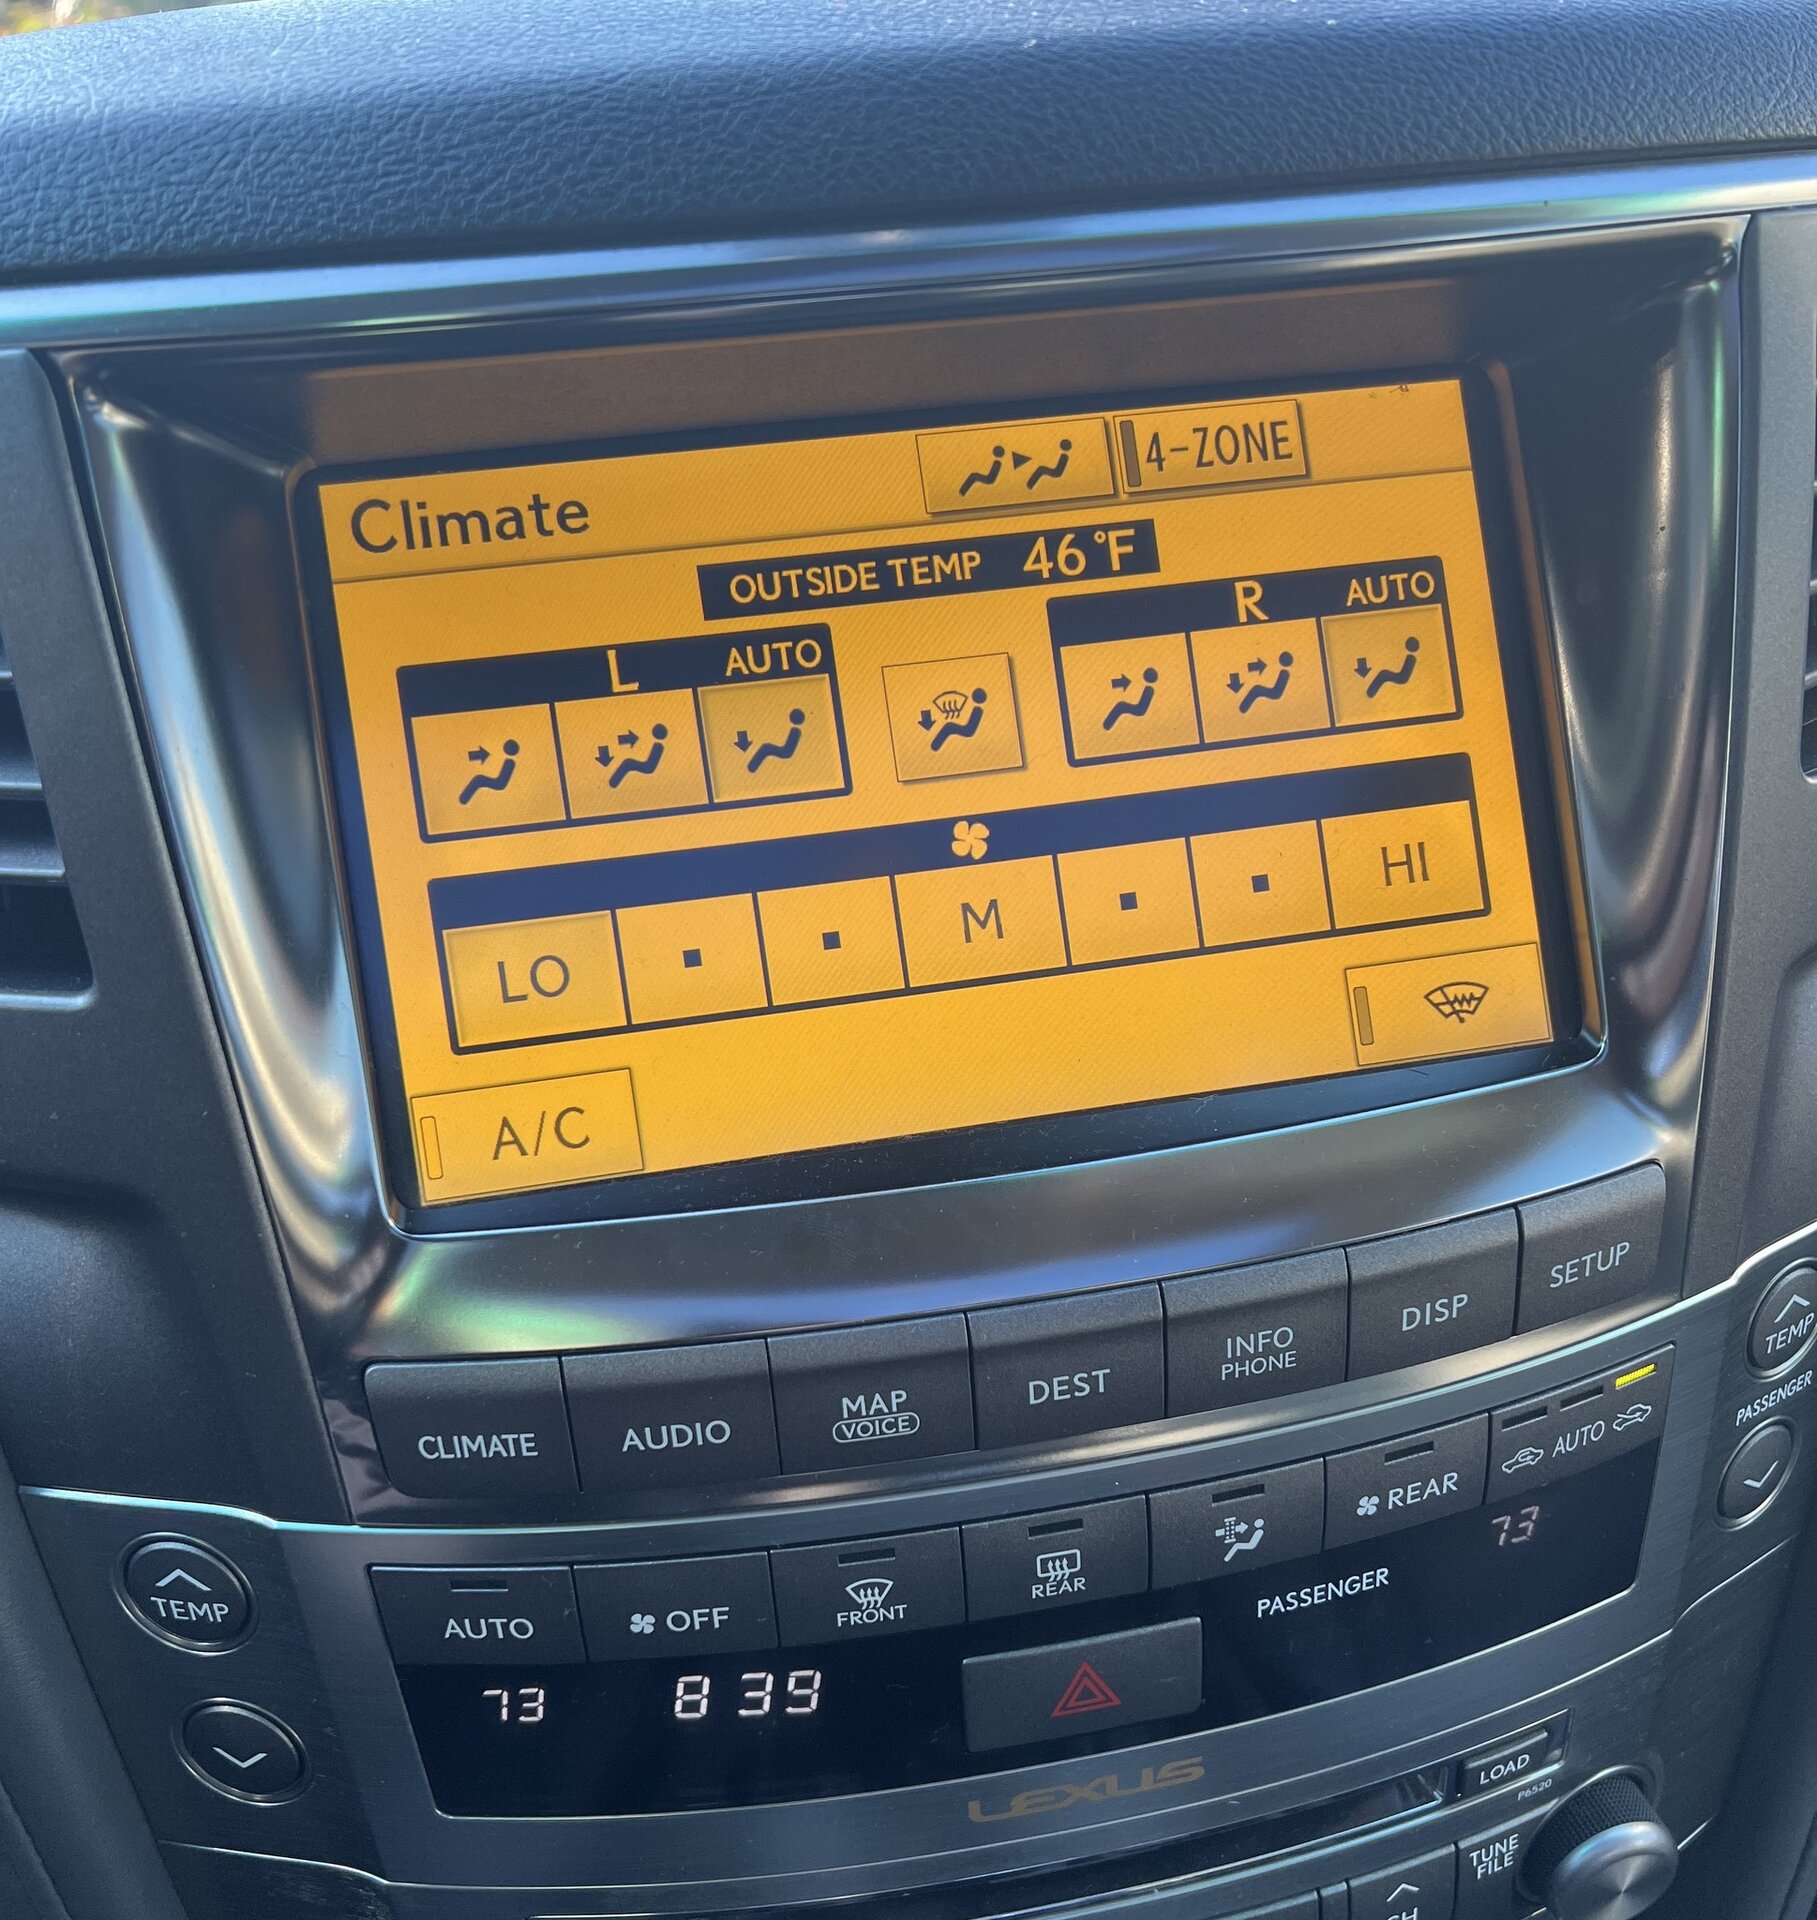 4-ZONE
Climate
OUTSIDE TEMP 46°F
L AUTO
R AUTO
LO M HI
A/C
CLIMATE
AUDIO
MAP
VOICE
DEST
INFO
PHONE
DISP
SETUP
TEMP
AUTO
OFF
FRONT
REAR
REAR
AUTO
TEMP
PASSENGER
73
8 39
PASSENGER
73
LEXUS
LOAD
P6520
TUNE
FILE